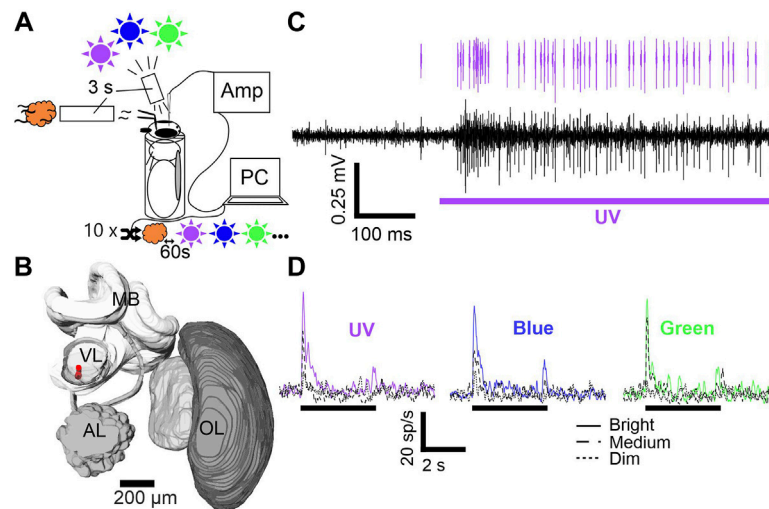 A
3 s
Amp
PC
10 x
60s
B
MB
VL
AL
OL
200 µm
C
0.25 mV
100 ms
UV
D
UV
Blue
Green
20 sp/s
2 s
Bright
Medium
Dim